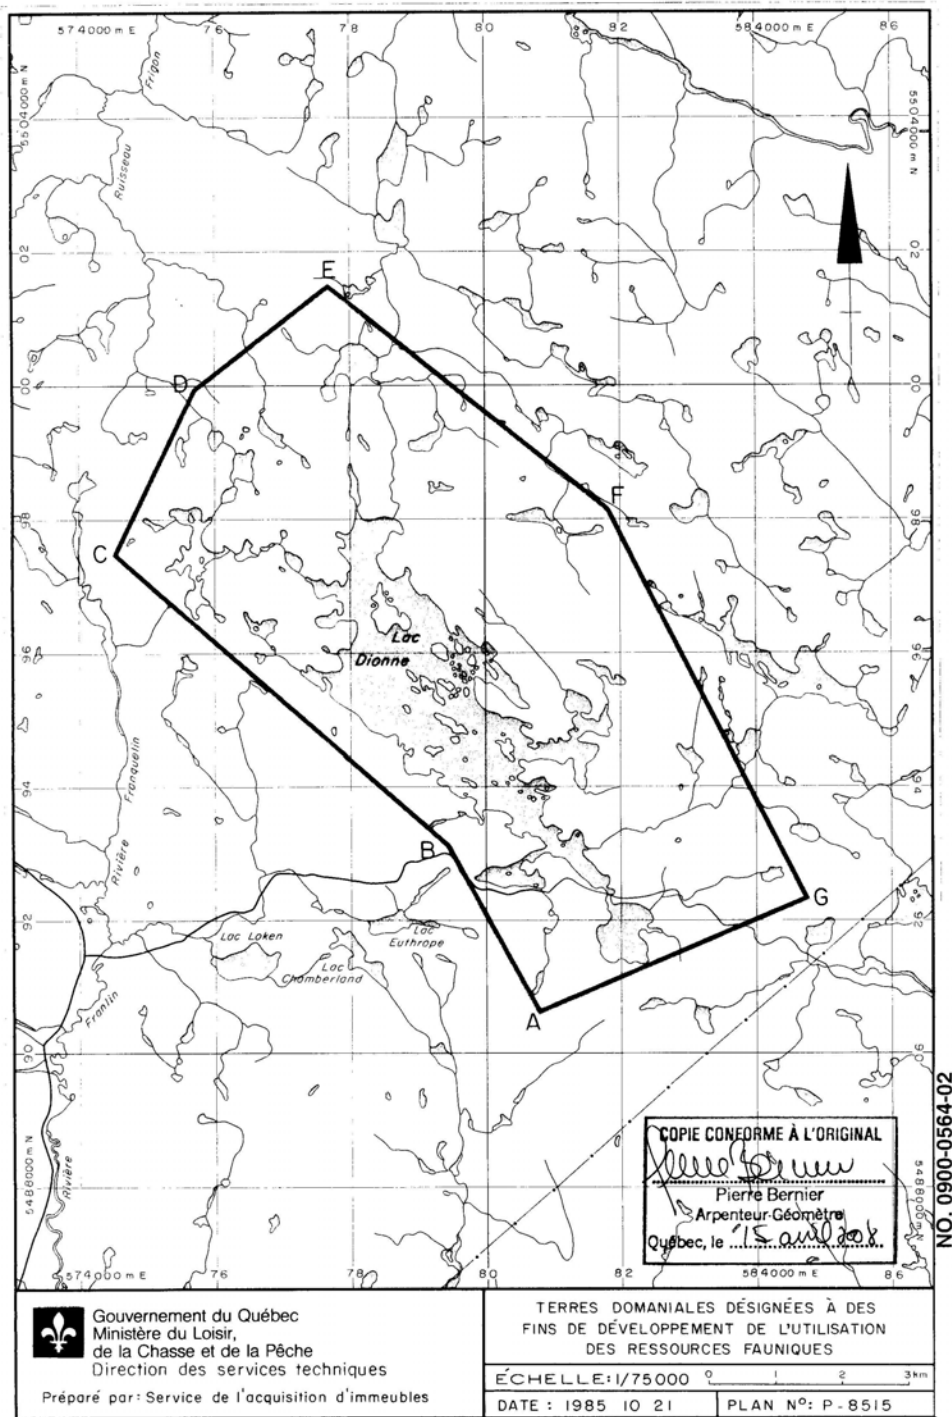 574000 m E
76
78
80
82
584000 m E
86
5504000 m N
5504000 m N
Frigon
Ruisseau
02
02
E
D
00
00
F
98
98
C
Lac
Dionne
96
96
94
94
Franquelin
Rivière
B
G
92
92
Lac Laken
Lac
Euthrope
Lac
Chamberland
A
Franlin
90
90
Rivière
5488000 m N
5488000 m N
COPIE CONFORME À L'ORIGINAL
Pierre Bernier
Arpenteur-Géomètre
Québec, le 15 avril 2008
NO. 0900-0564-02
574000 m E
76
78
80
82
584000 m E
86
Gouvernement du Québec
Ministère du Loisir,
de la Chasse et de la Pêche
Direction des services techniques
Préparé par: Service de l'acquisition d'immeubles
TERRES DOMANIALES DÉSIGNÉES À DES
FINS DE DÉVELOPPEMENT DE L'UTILISATION
DES RESSOURCES FAUNIQUES
ÉCHELLE: 1/75000 0 1 2 3km
DATE : 1985 10 21
PLAN Nº: P-8515